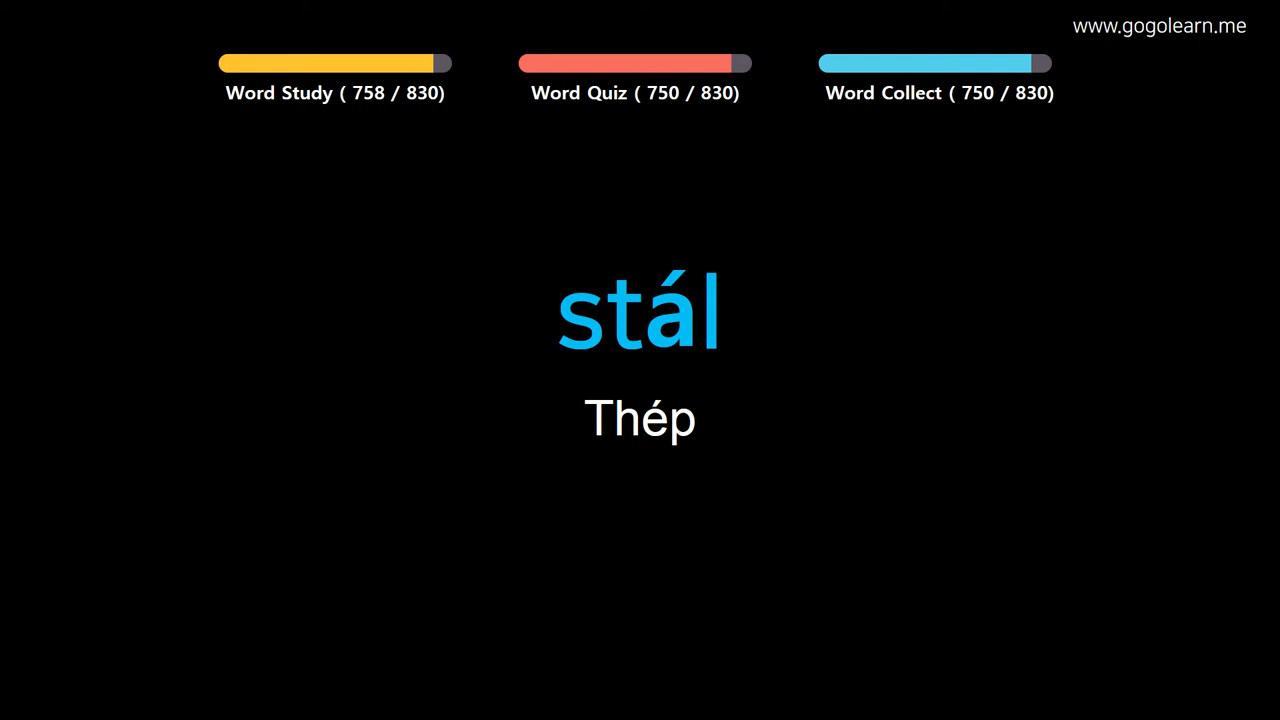 www.gogolearn.me
Word Study ( 758 / 830)
Word Quiz ( 750 / 830)
Word Collect ( 750 / 830)
stál
Thép